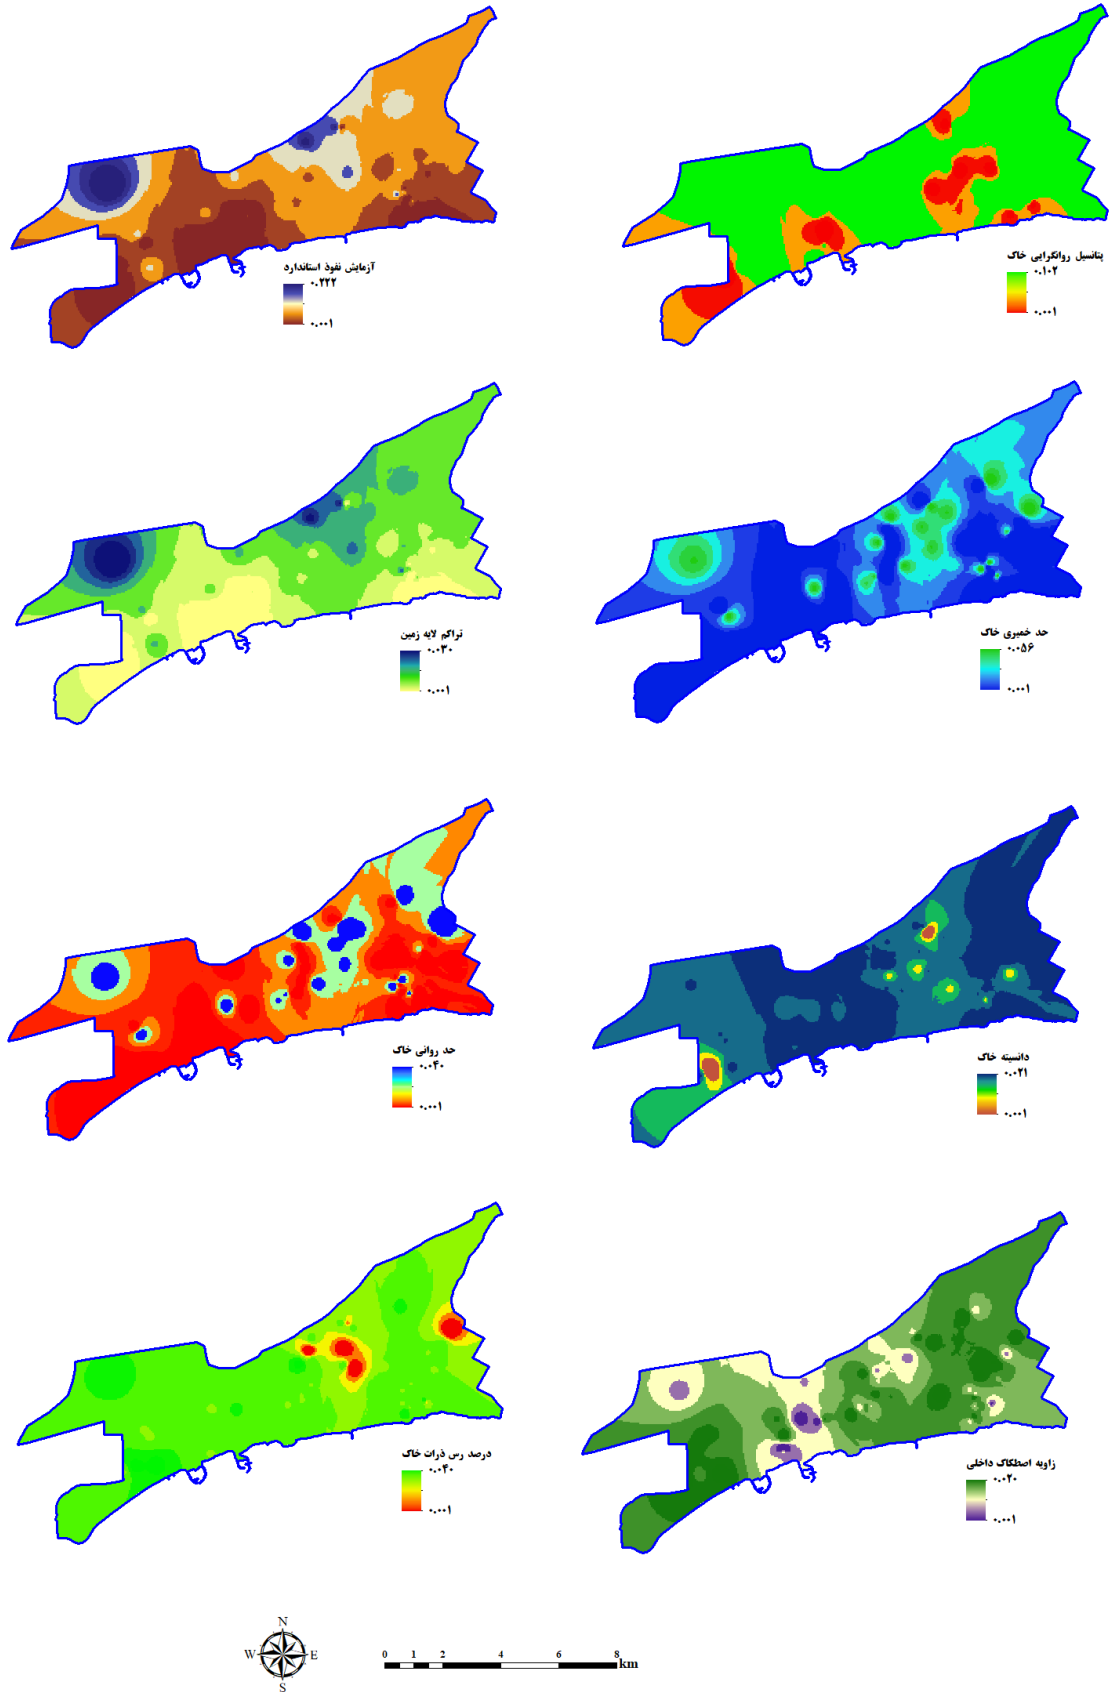 آزمایش نفوذ استاندارد
۰.۲۲۲
۰.۰۰۱
پتانسیل روانگرایی خاک
۰.۱۰۲
۰.۰۰۱
تراکم لایه زمین
۰.۰۳۰
۰.۰۰۱
حد خمیری خاک
۰.۰۵۶
۰.۰۰۱
حد روانی خاک
۰.۰۴۰
۰.۰۰۱
دانسیته خاک
۰.۰۲۱
۰.۰۰۱
درصد رس ذرات خاک
۰.۰۴۰
۰.۰۰۱
زاویه اصطکاک داخلی
۰.۰۲۰
۰.۰۰۱
N
W E
S
0 1 2 4 6 8
km